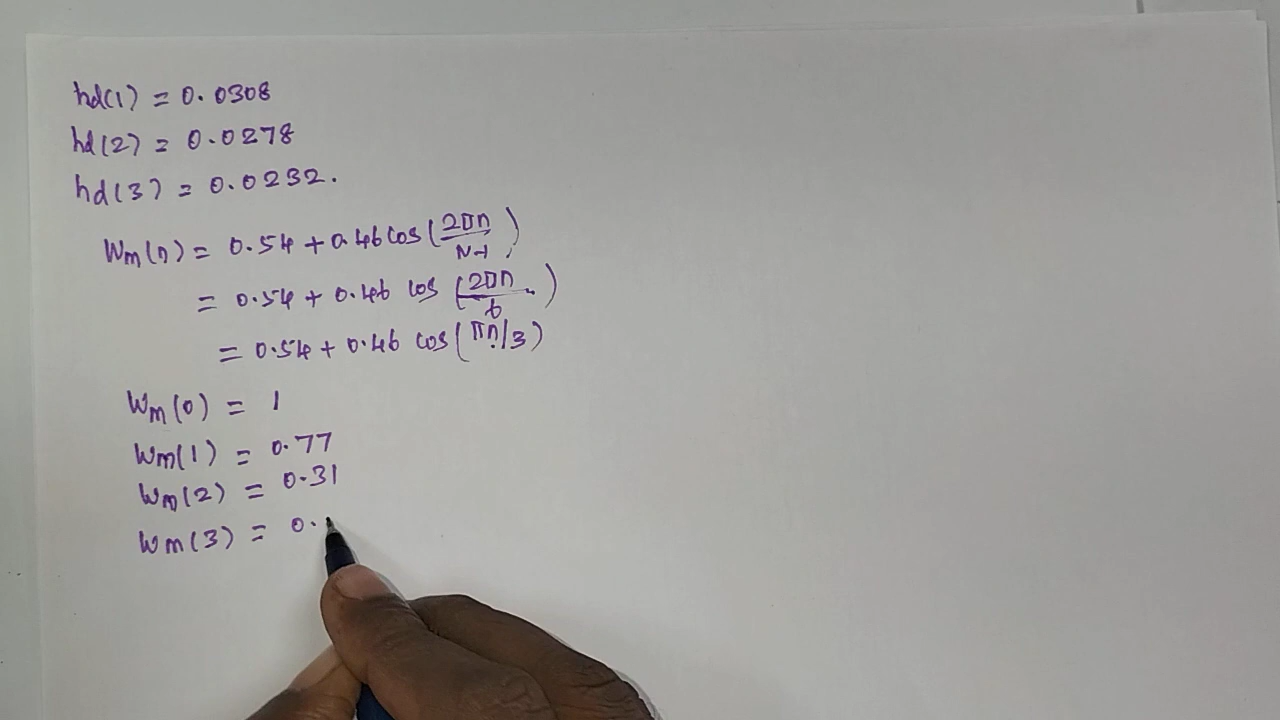 hd(1) = 0.0308
hd(2) = 0.0278
hd(3) = 0.0232.
Wm(n) = 0.54 + 0.46 cos(2πn/N-1)
= 0.54 + 0.46 cos(2πn/6)
= 0.54 + 0.46 cos(πn/3)
Wm(0) = 1
Wm(1) = 0.77
Wm(2) = 0.31
Wm(3) = 0.